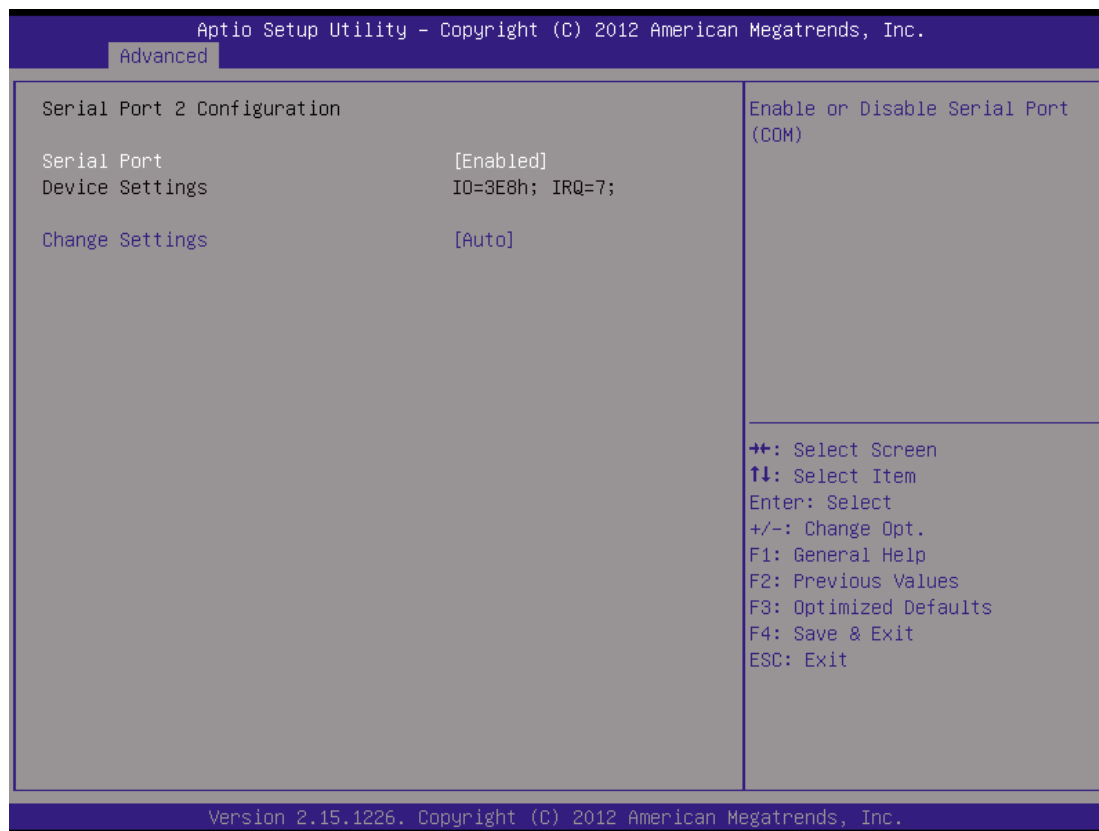 Aptio Setup Utility – Copyright (C) 2012 American Megatrends, Inc.
Advanced
Serial Port 2 Configuration
Serial Port [Enabled]
Device Settings IO=3E8h; IRQ=7;
Change Settings [Auto]
Enable or Disable Serial Port
(COM)
→←: Select Screen
↑↓: Select Item
Enter: Select
+/-: Change Opt.
F1: General Help
F2: Previous Values
F3: Optimized Defaults
F4: Save & Exit
ESC: Exit
Version 2.15.1226. Copyright (C) 2012 American Megatrends, Inc.